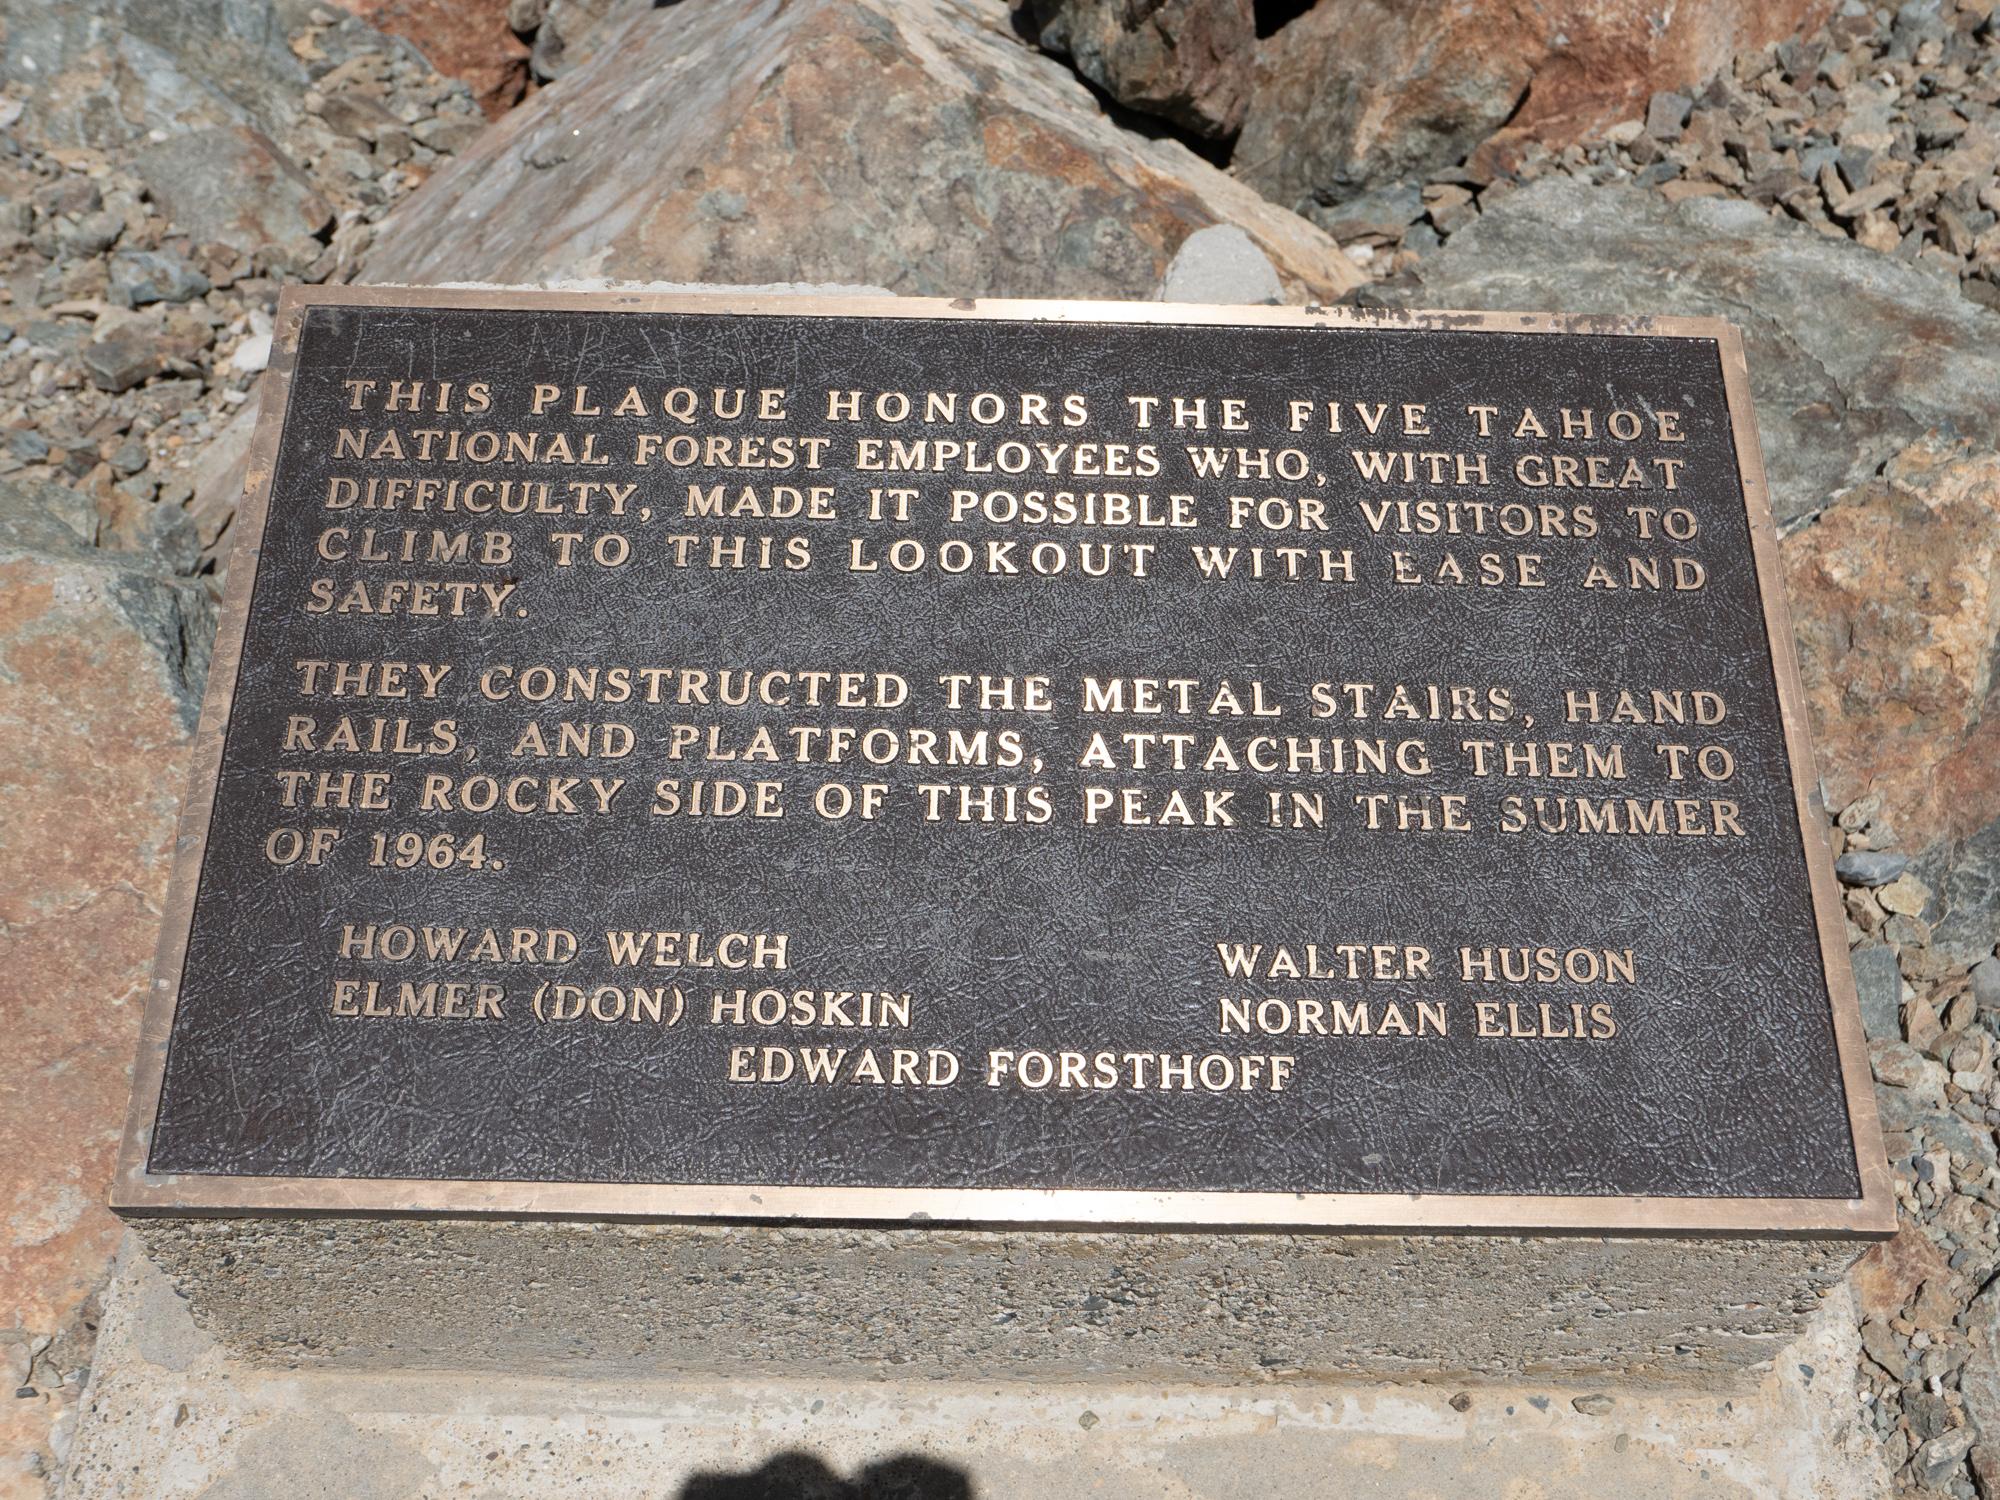 THIS PLAQUE HONORS THE FIVE TAHOE
NATIONAL FOREST EMPLOYEES WHO, WITH GREAT
DIFFICULTY, MADE IT POSSIBLE FOR VISITORS TO
CLIMB TO THIS LOOKOUT WITH EASE AND
SAFETY.
THEY CONSTRUCTED THE METAL STAIRS, HAND
RAILS, AND PLATFORMS, ATTACHING THEM TO
THE ROCKY SIDE OF THIS PEAK IN THE SUMMER
OF 1964.
HOWARD WELCH WALTER HUSON
ELMER (DON) HOSKIN NORMAN ELLIS
EDWARD FORSTHOFF